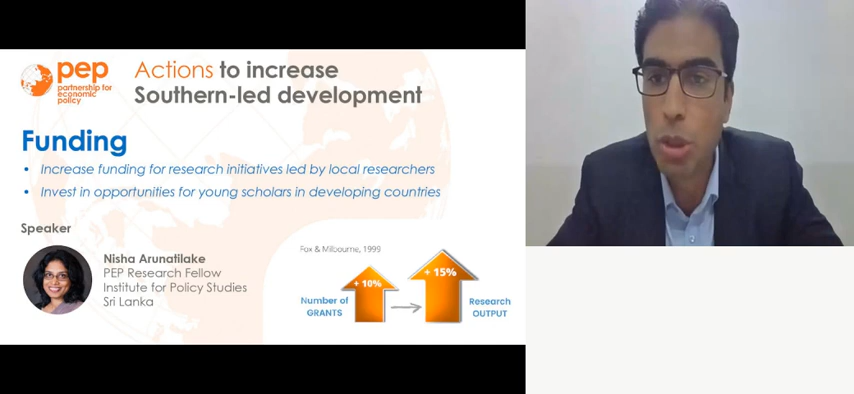 pep
partnership for
economic
policy
Actions to increase
Southern-led development
Funding
• Increase funding for research initiatives led by local researchers
• Invest in opportunities for young scholars in developing countries
Speaker
Nisha Arunatilake
PEP Research Fellow
Institute for Policy Studies
Sri Lanka
Fox & Milbourne, 1999
+ 10%
+ 15%
Number of
GRANTS
Research
OUTPUT